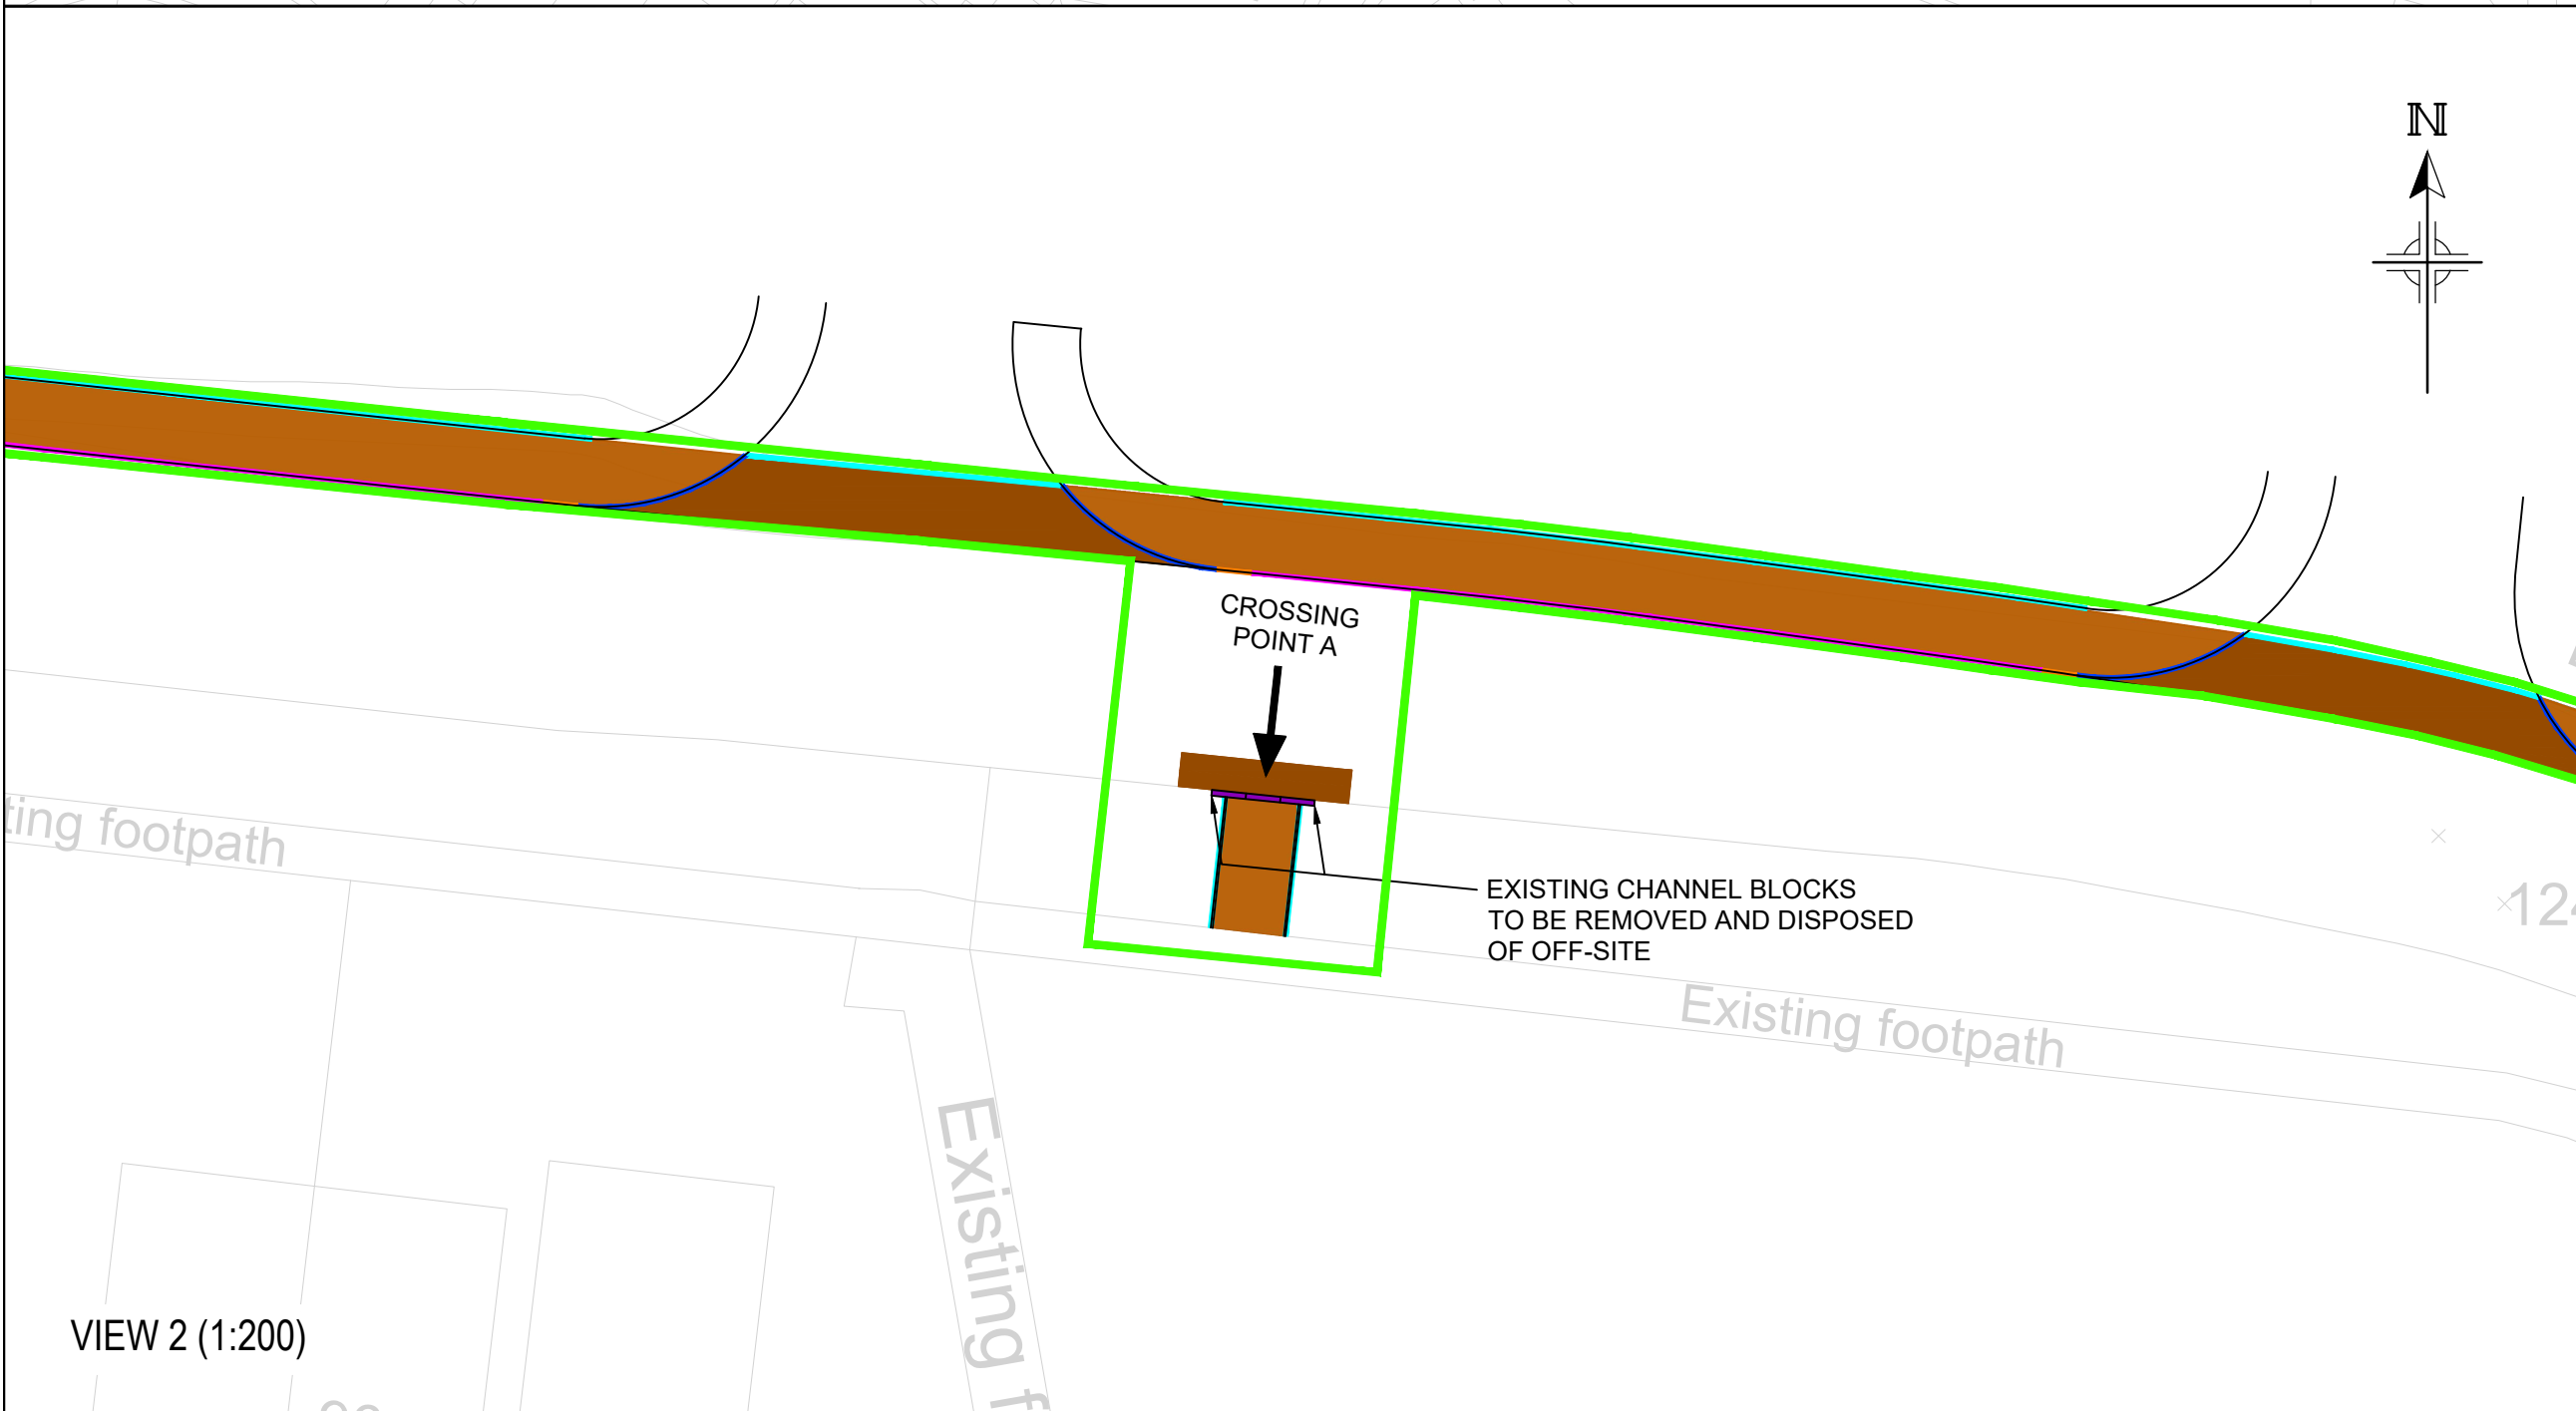 N
CROSSING
POINT A
ting footpath
EXISTING CHANNEL BLOCKS
TO BE REMOVED AND DISPOSED
OF OFF-SITE
124
Existing footpath
Existing f
VIEW 2 (1:200)